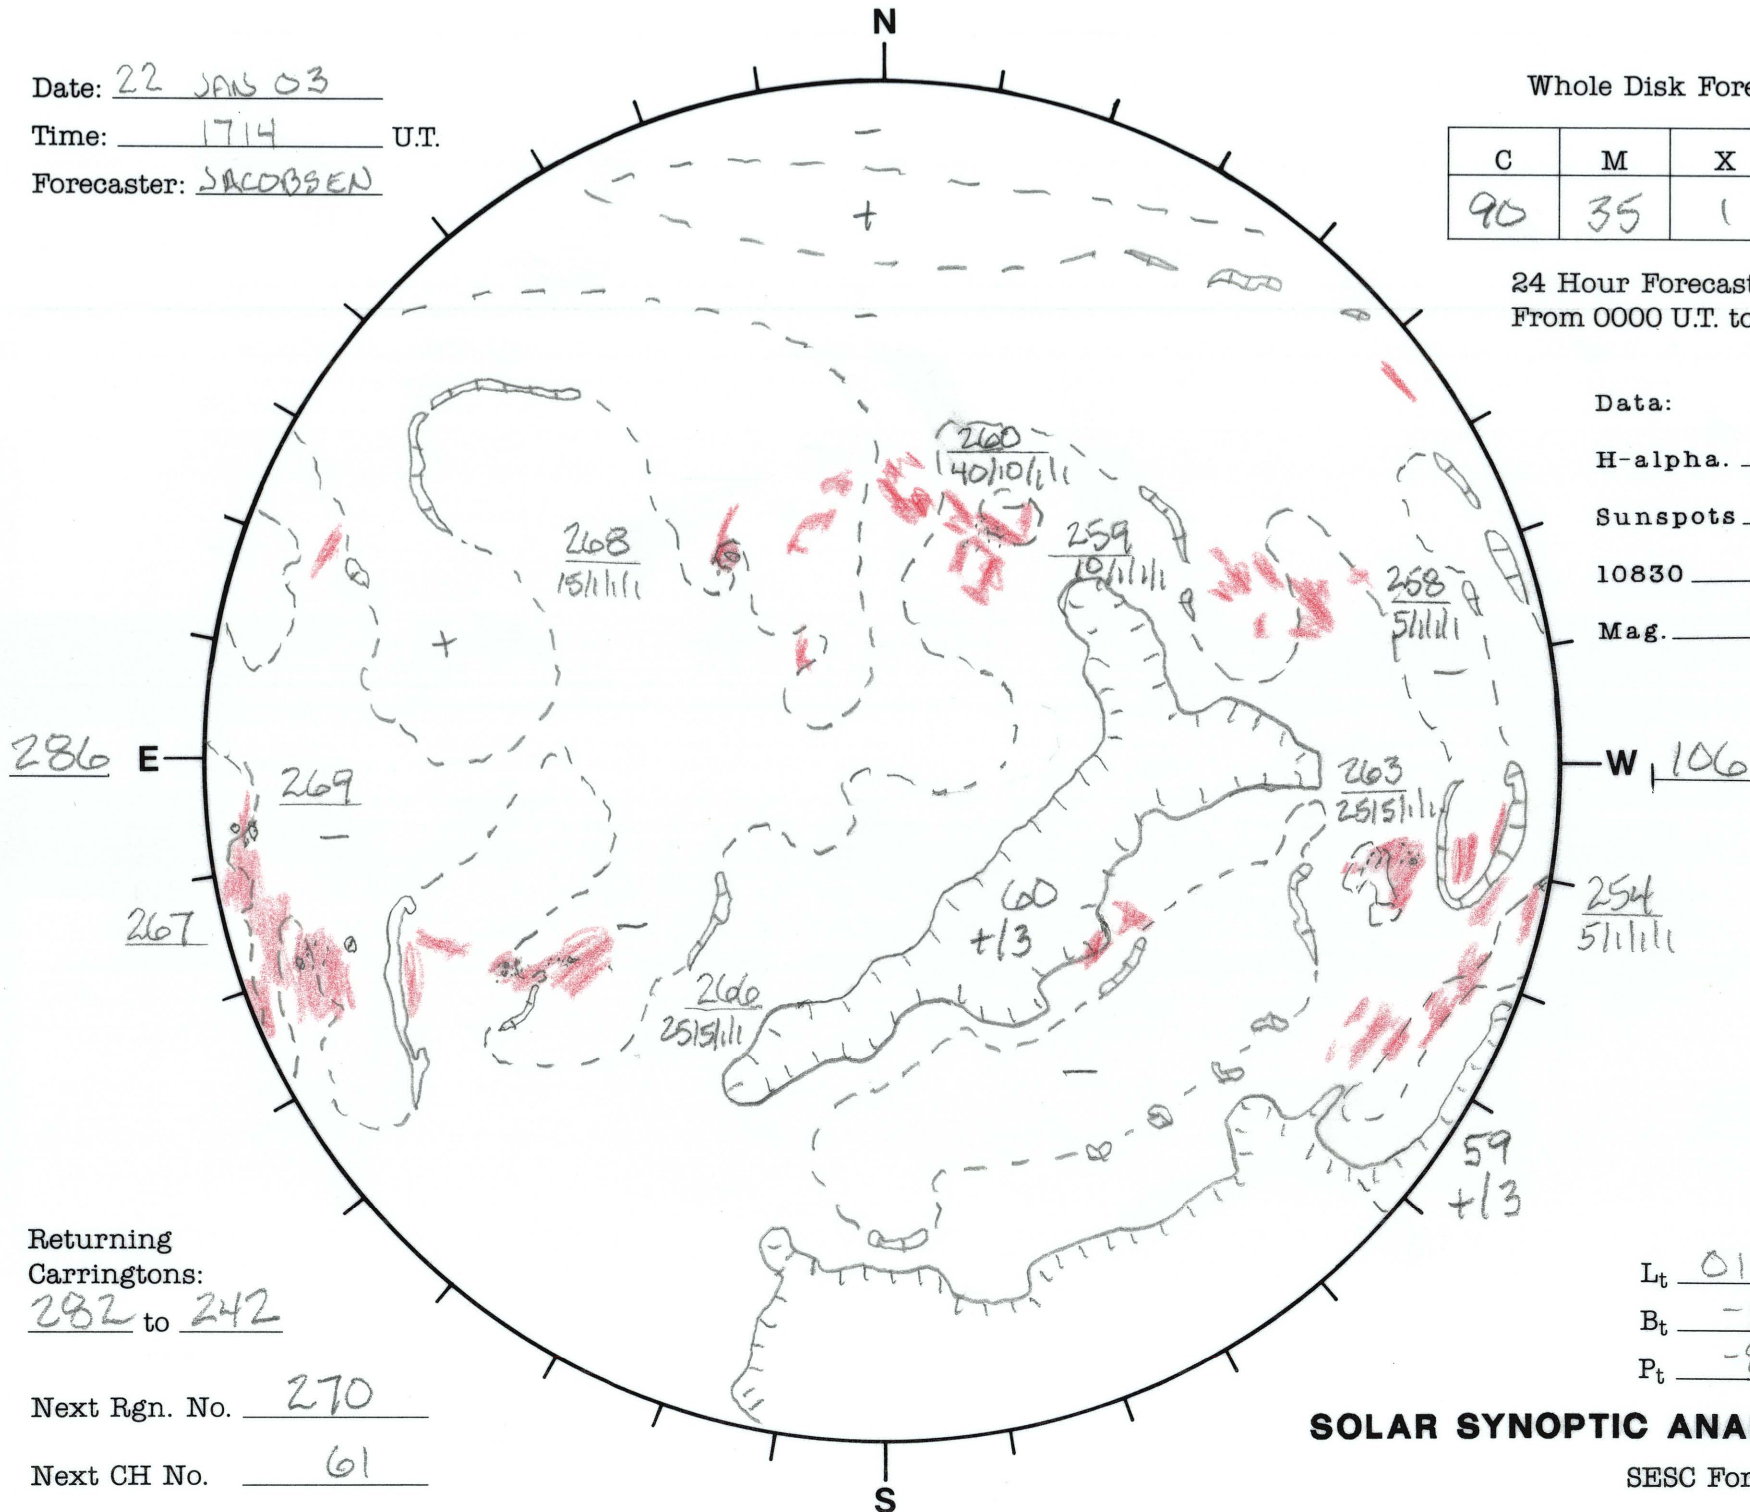 N
Date: 22 JAN 03
Time: 1714 U.T.
Forecaster: JACOBSEN
Whole Disk Fore
C M X
90 35 1
24 Hour Forecast
From 0000 U.T. to
Data:
H-alpha.
Sunspots
10830
Mag.
-
+
-
260
40/10/1/1
-
268
15/1/1/1
259
10/1/1/1
258
5/1/1/1
+
-
286 E
W 106
269
-
263
25/5/1/1
267
60
+/3
254
5/1/1/1
-
266
25/5/1/1
-
59
+/3
Returning
Carringtons:
282 to 242
Next Rgn. No. 270
Next CH No. 61
Lt 01
Bt -
Pt -
SOLAR SYNOPTIC ANA
SESC For
S